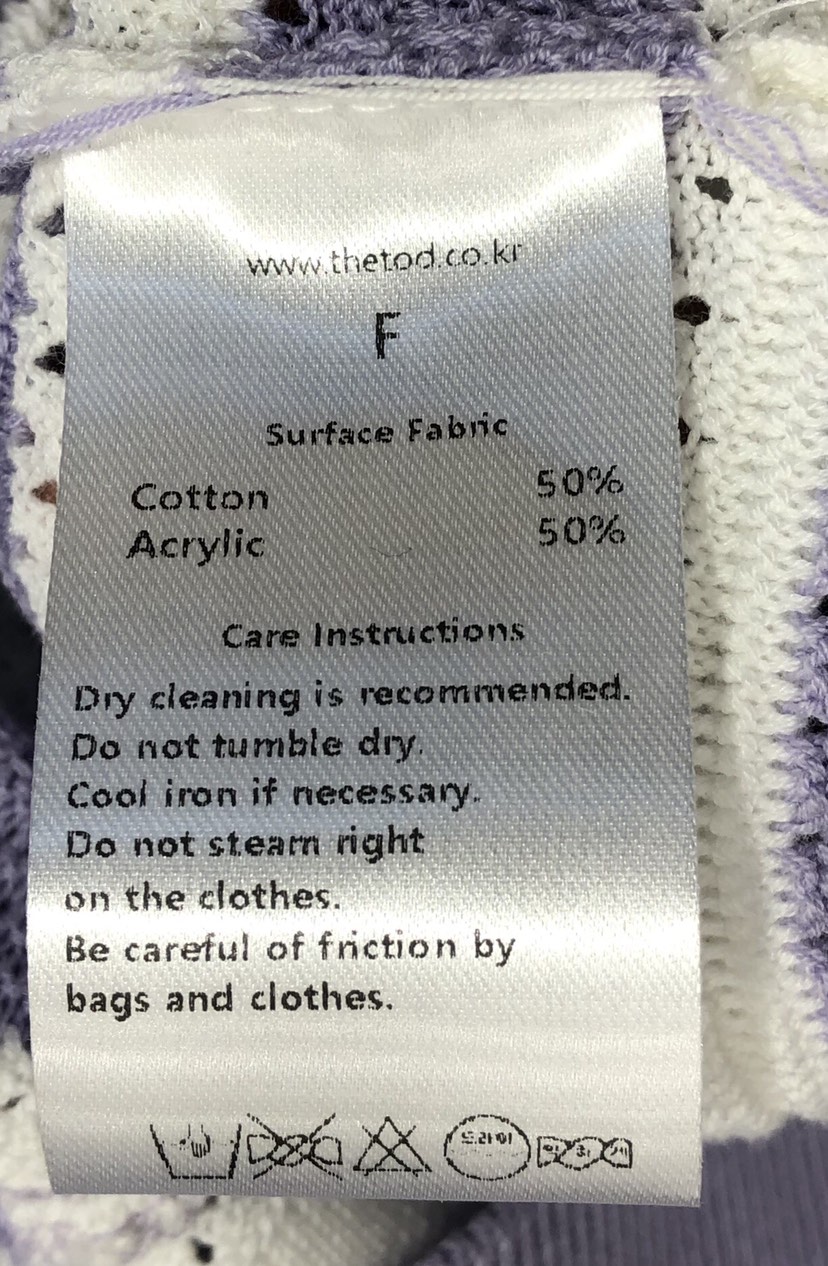 www.thetod.co.kr
F
Surface Fabric
Cotton 50%
Acrylic 50%
Care Instructions
Dry cleaning is recommended.
Do not tumble dry.
Cool iron if necessary.
Do not steam right
on the clothes.
Be careful of friction by
bags and clothes.